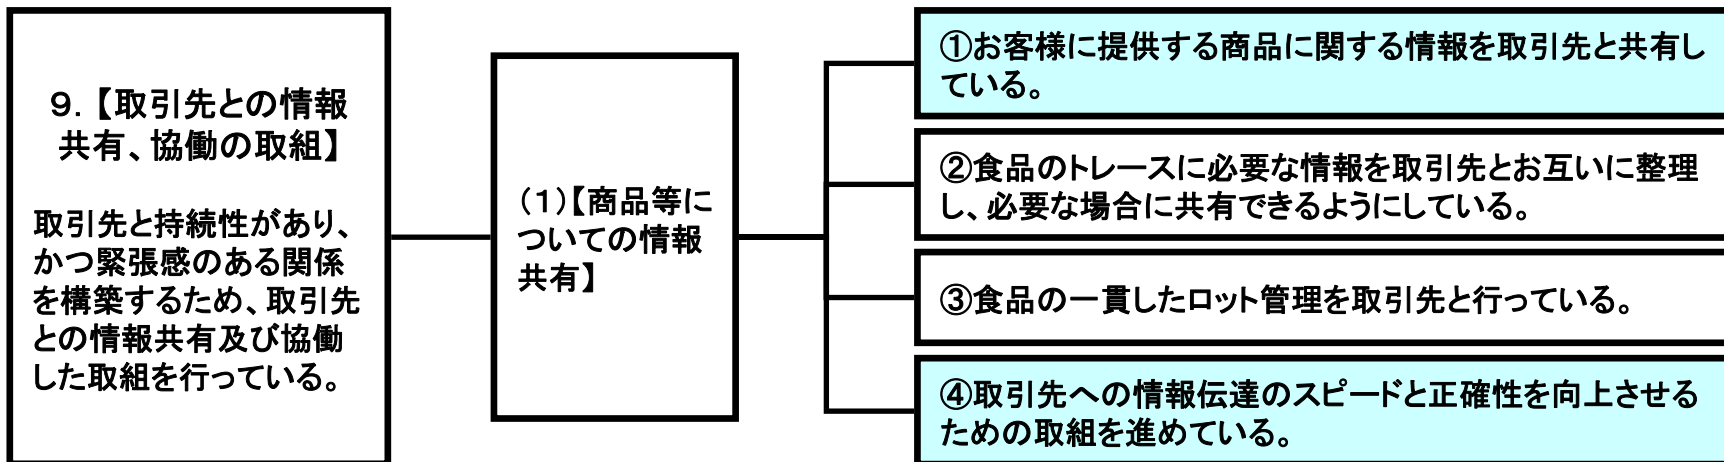 9.【取引先との情報
共有、協働の取組】
取引先と持続性があり、
かつ緊張感のある関係
を構築するため、取引先
との情報共有及び協働
した取組を行っている。
(1)【商品等に
ついての情報
共有】
①お客様に提供する商品に関する情報を取引先と共有し
ている。
②食品のトレースに必要な情報を取引先とお互いに整理
し、必要な場合に共有できるようにしている。
③食品の一貫したロット管理を取引先と行っている。
④取引先への情報伝達のスピードと正確性を向上させる
ための取組を進めている。